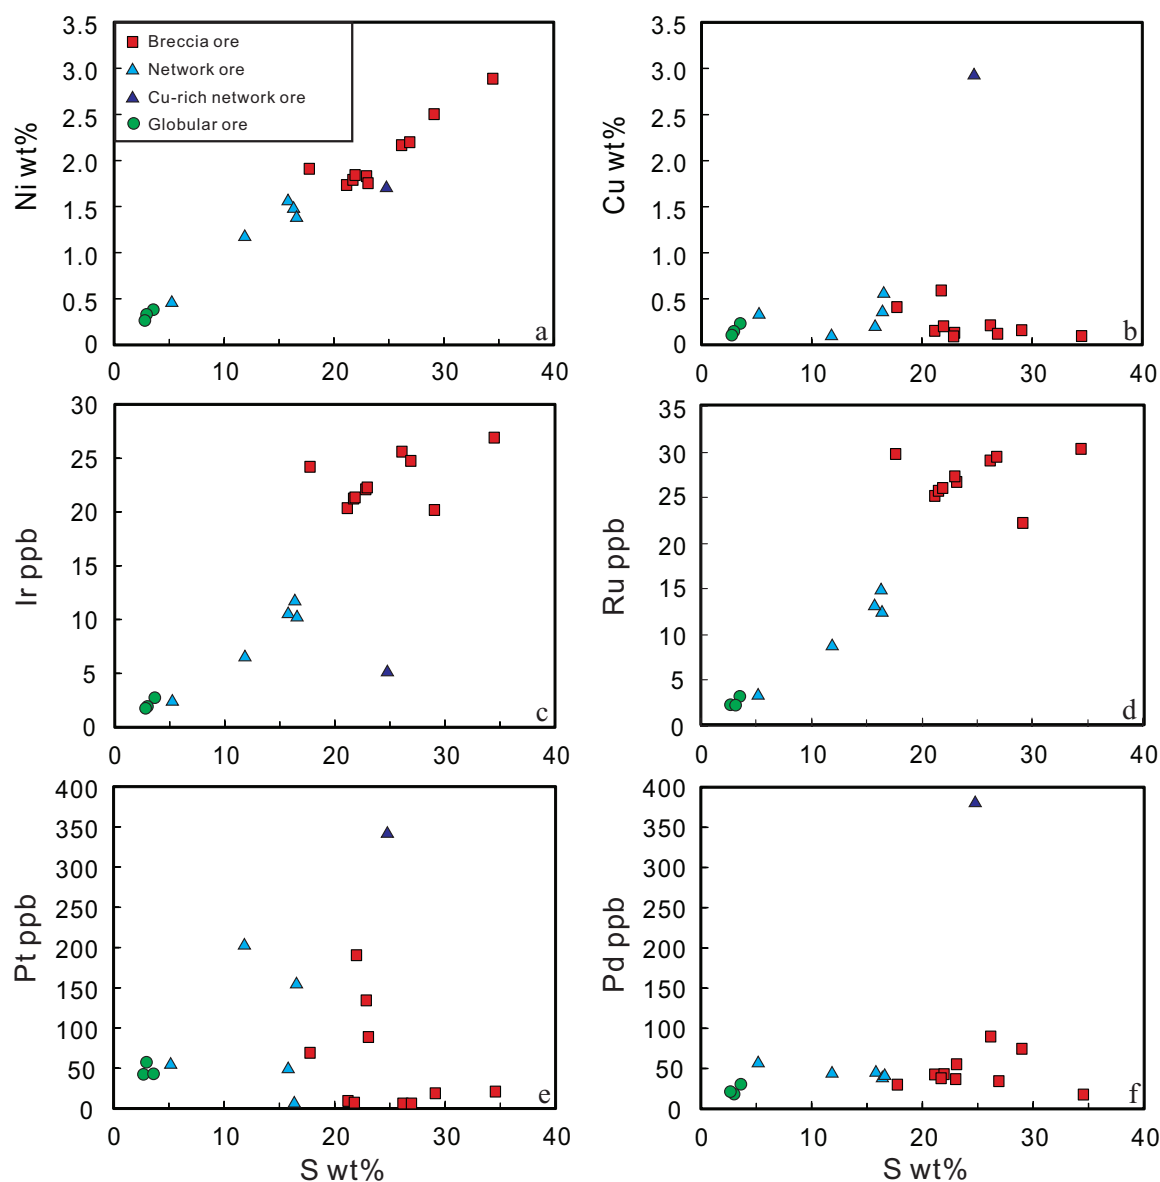 3.5
3.0
2.5
2.0
1.5
1.0
0.5
0
Ni wt%
Breccia ore
Network ore
Cu-rich network ore
Globular ore
a
0 10 20 30 40
3.5
3.0
2.5
2.0
1.5
1.0
0.5
0
Cu wt%
b
0 10 20 30 40
30
25
20
15
10
5
0
Ir ppb
c
0 10 20 30 40
35
30
25
20
15
10
5
0
Ru ppb
d
0 10 20 30 40
400
350
300
250
200
150
100
50
0
Pt ppb
e
0 10 20 30 40
S wt%
400
350
300
250
200
150
100
50
0
Pd ppb
f
0 10 20 30 40
S wt%